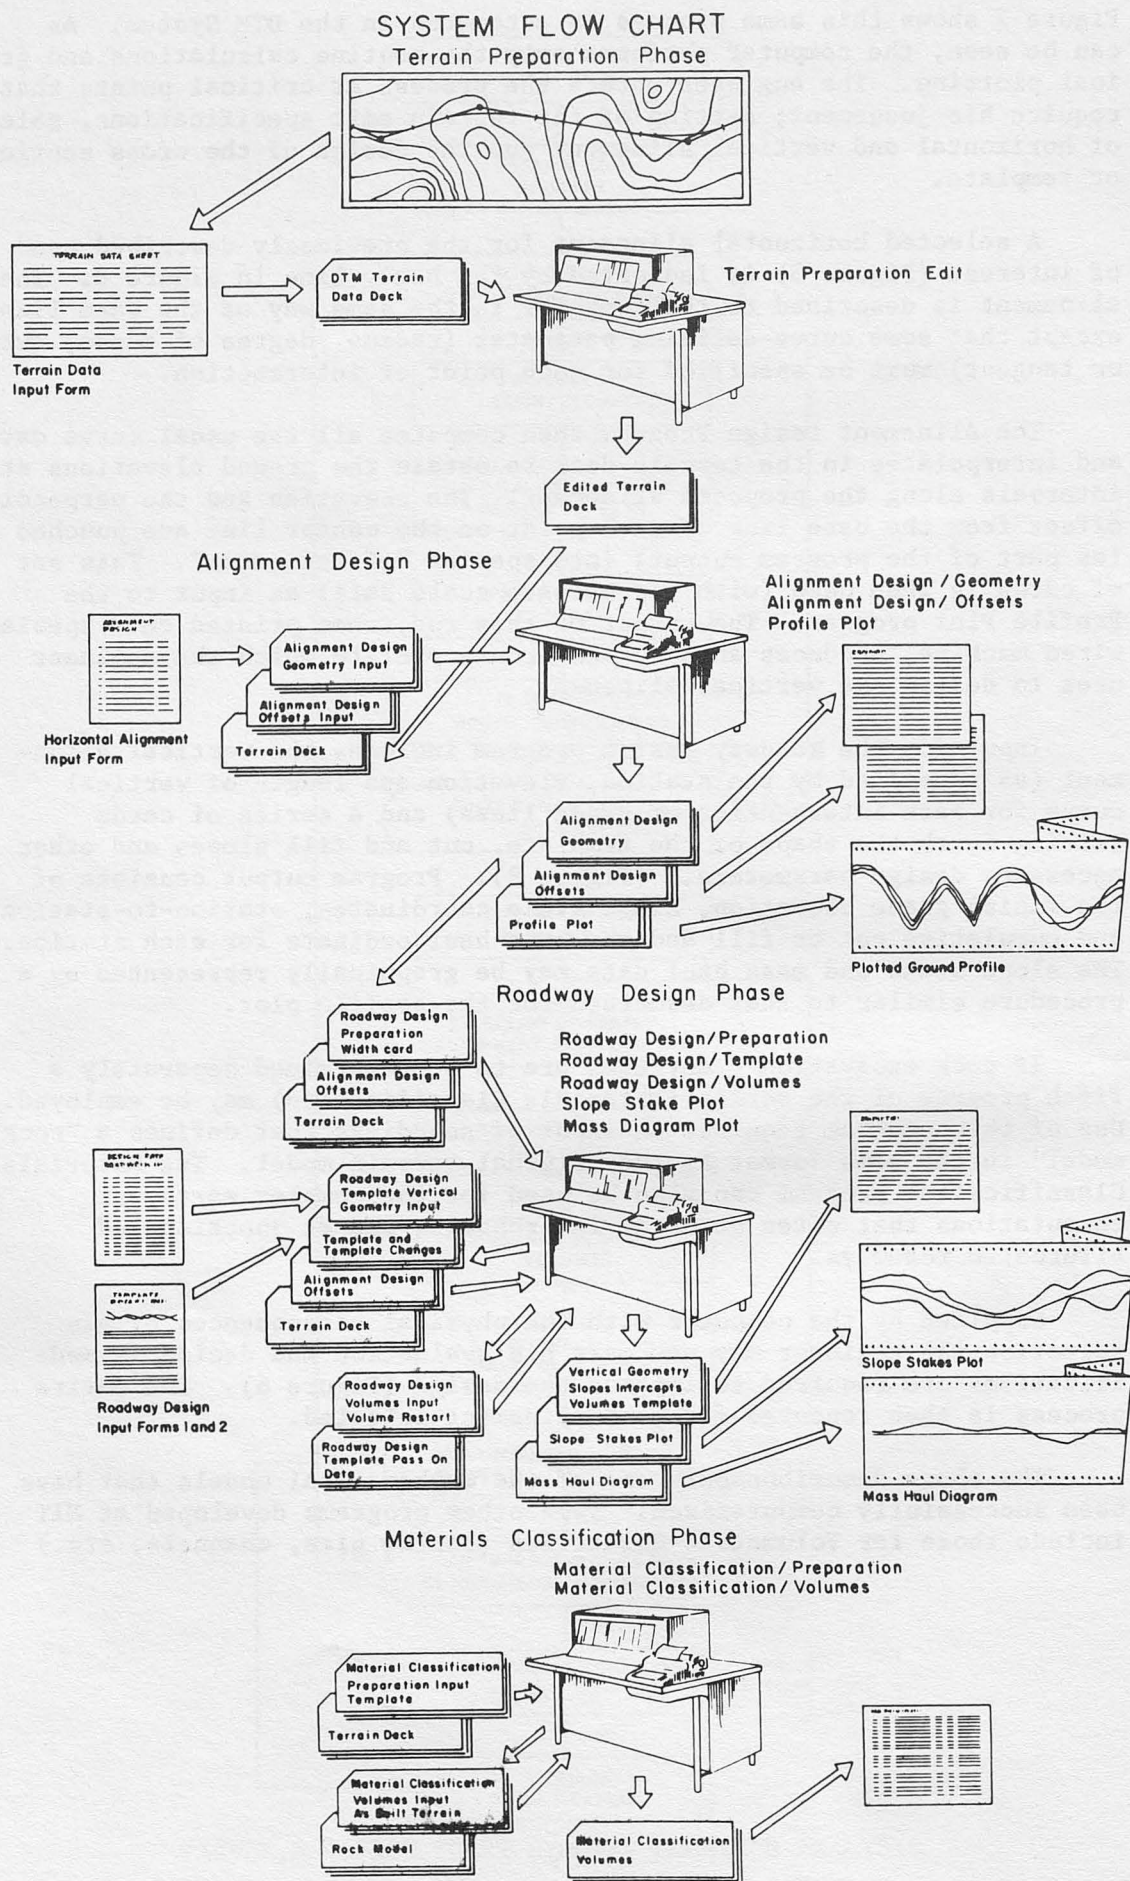 SYSTEM FLOW CHART
Terrain Preparation Phase
TERRAIN DATA SHEET
Terrain Data
Input Form
DTM Terrain
Data Deck
Terrain Preparation Edit
Edited Terrain
Deck
Alignment Design Phase
Alignment Design / Geometry
Alignment Design / Offsets
Profile Plot
ALIGNMENT
DESIGN
Horizontal Alignment
Input Form
Alignment Design
Geometry Input
Alignment Design
Offsets Input
Terrain Deck
Alignment Design
Geometry
Alignment Design
Offsets
Profile Plot
Plotted Ground Profile
Roadway Design Phase
Roadway Design
Preparation
Width card
Alignment Design
Offsets
Terrain Deck
Roadway Design/Preparation
Roadway Design/Template
Roadway Design/Volumes
Slope Stake Plot
Mass Diagram Plot
DESIGN DATA
Roadway Design
Template Vertical
Geometry Input
Template and
Template Changes
Alignment Design
Offsets
Terrain Deck
TEMPLATE
Roadway Design
Input Forms 1 and 2
Roadway Design
Volumes Input
Volume Restart
Roadway Design
Template Pass On
Data
Vertical Geometry
Slopes Intercepts
Volumes Template
Slope Stakes Plot
Mass Haul Diagram
Slope Stakes Plot
Mass Haul Diagram
Materials Classification Phase
Material Classification/Preparation
Material Classification/Volumes
Material Classification
Preparation Input
Template
Terrain Deck
Material Classification
Volumes Input
As Built Terrain
Rock Model
Material Classification
Volumes